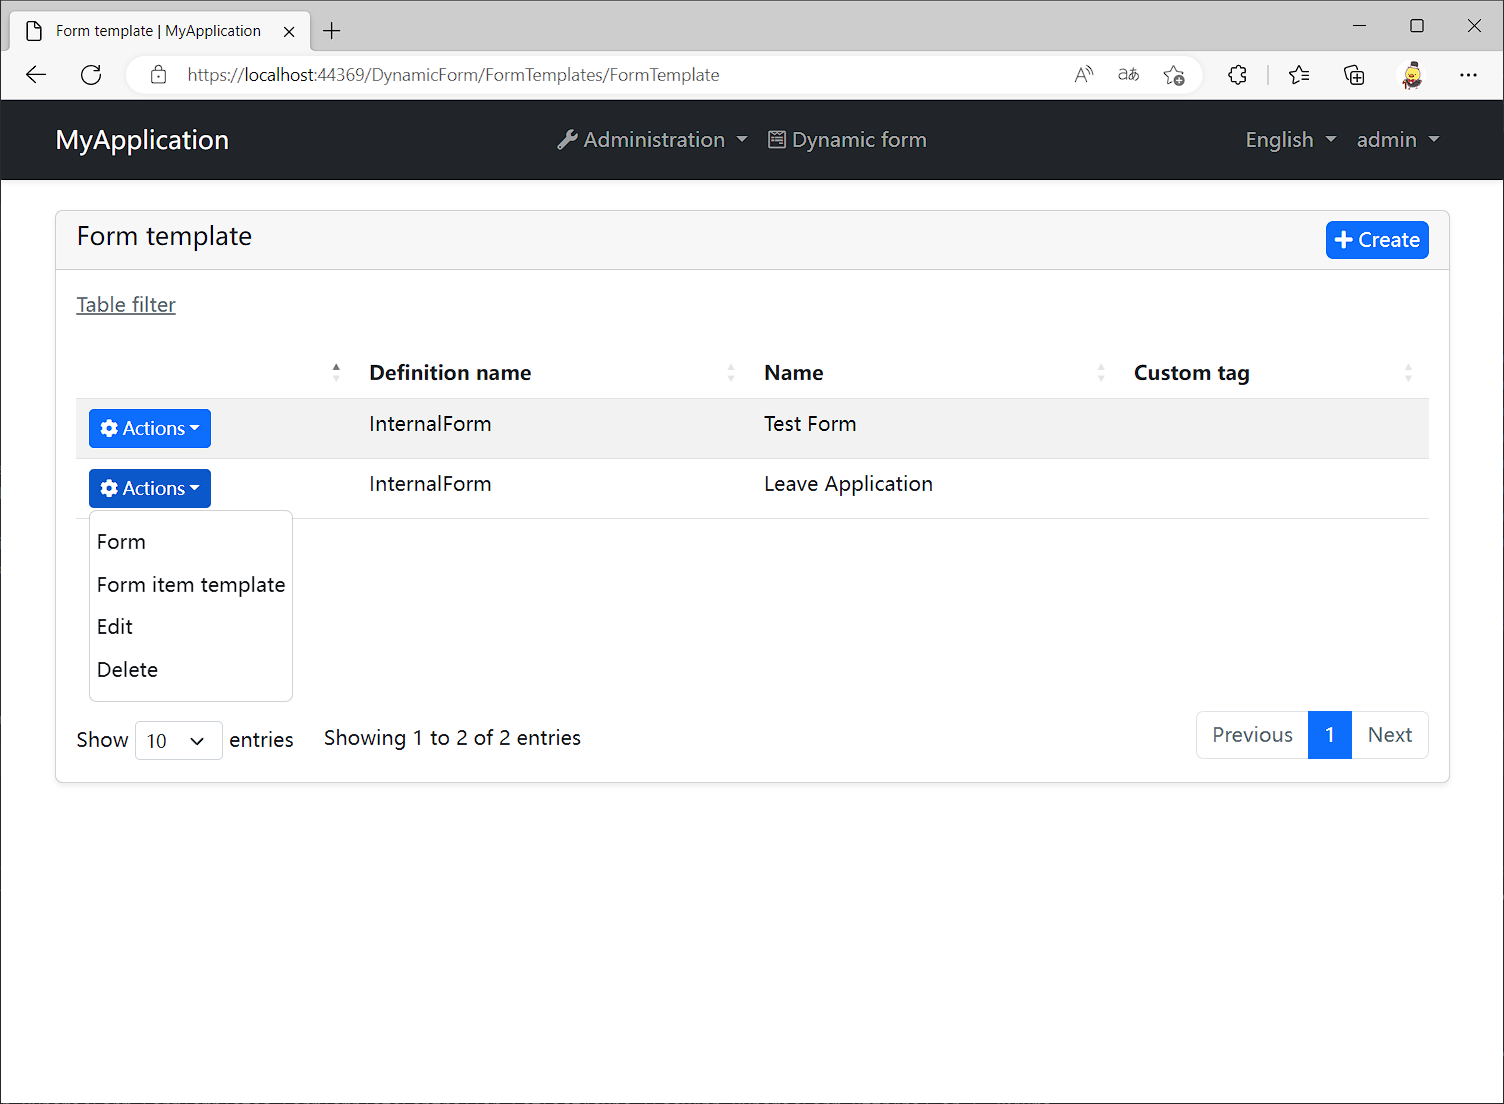 Form template | MyApplication
https://localhost:44369/DynamicForm/FormTemplates/FormTemplate
MyApplication
Administration
Dynamic form
English
admin
Form template
Create
Table filter
Definition name
Name
Custom tag
Actions
InternalForm
Test Form
Actions
InternalForm
Leave Application
Form
Form item template
Edit
Delete
Show 10 entries
Showing 1 to 2 of 2 entries
Previous
1
Next